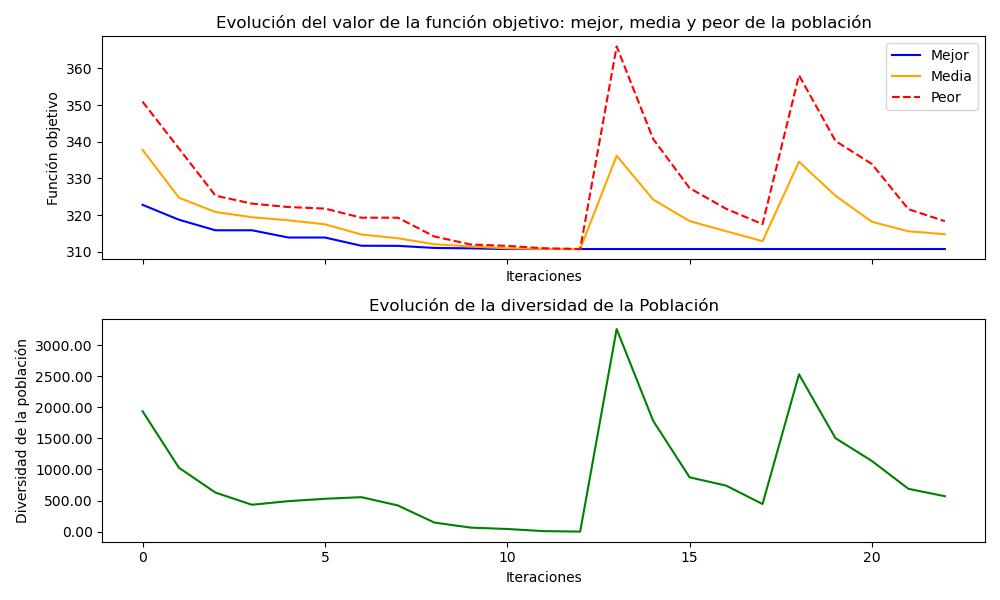 Evolución del valor de la función objetivo: mejor, media y peor de la población
Función objetivo
360
350
340
330
320
310
Mejor
Media
Peor
Iteraciones
Evolución de la diversidad de la Población
Diversidad de la población
3000.00
2500.00
2000.00
1500.00
1000.00
500.00
0.00
0 5 10 15 20
Iteraciones